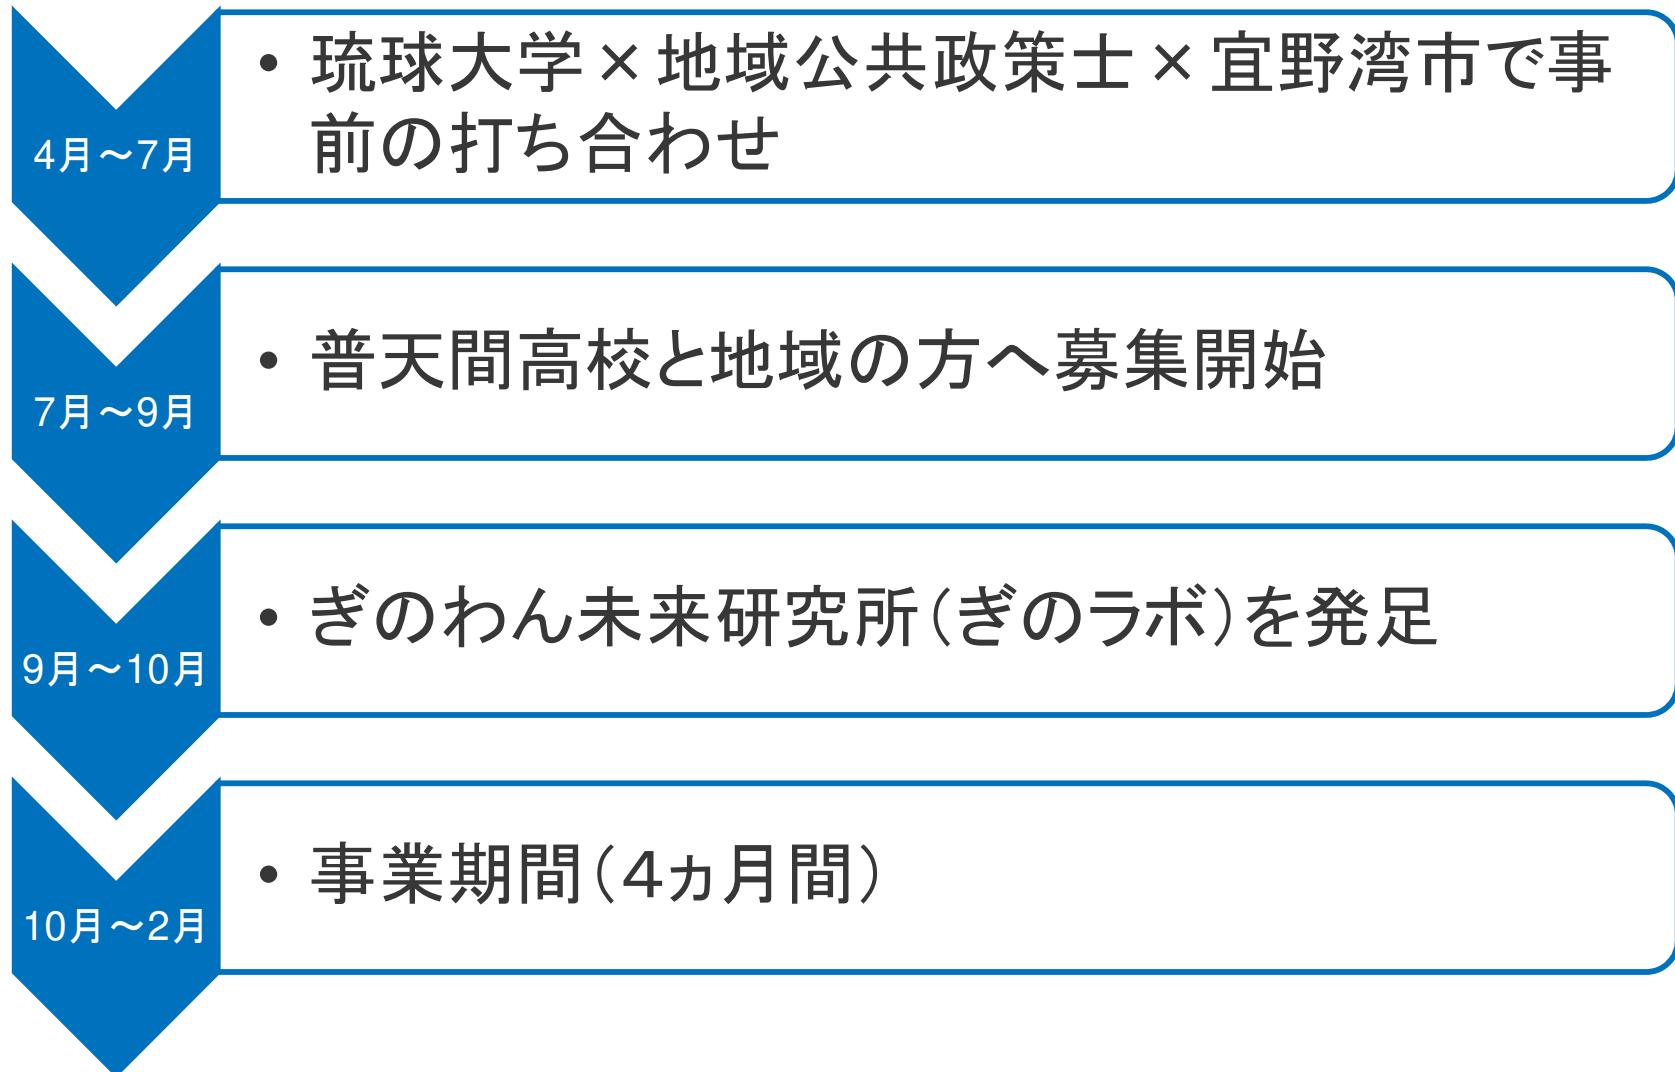 4月～7月
• 琉球大学×地域公共政策士×宜野湾市で事
前の打ち合わせ
7月～9月
• 普天間高校と地域の方へ募集開始
9月～10月
• ぎのわん未来研究所（ぎのラボ）を発足
10月～2月
• 事業期間（4ヵ月間）